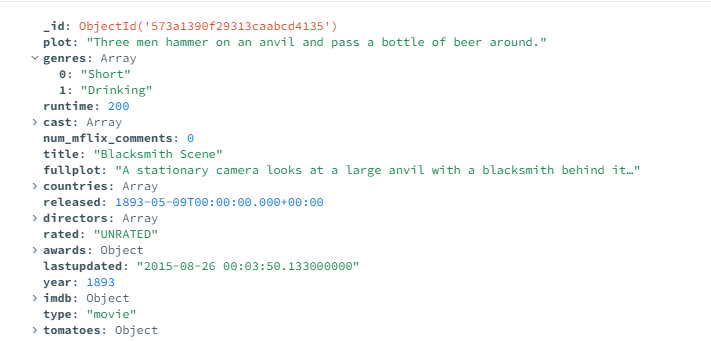 _id: ObjectId('573a1390f29313caabcd4135')
plot: "Three men hammer on an anvil and pass a bottle of beer around."
genres: Array
0: "Short"
1: "Drinking"
runtime: 200
cast: Array
num_mflix_comments: 0
title: "Blacksmith Scene"
fullplot: "A stationary camera looks at a large anvil with a blacksmith behind it…"
countries: Array
released: 1893-05-09T00:00:00.000+00:00
directors: Array
rated: "UNRATED"
awards: Object
lastupdated: "2015-08-26 00:03:50.133000000"
year: 1893
imdb: Object
type: "movie"
tomatoes: Object